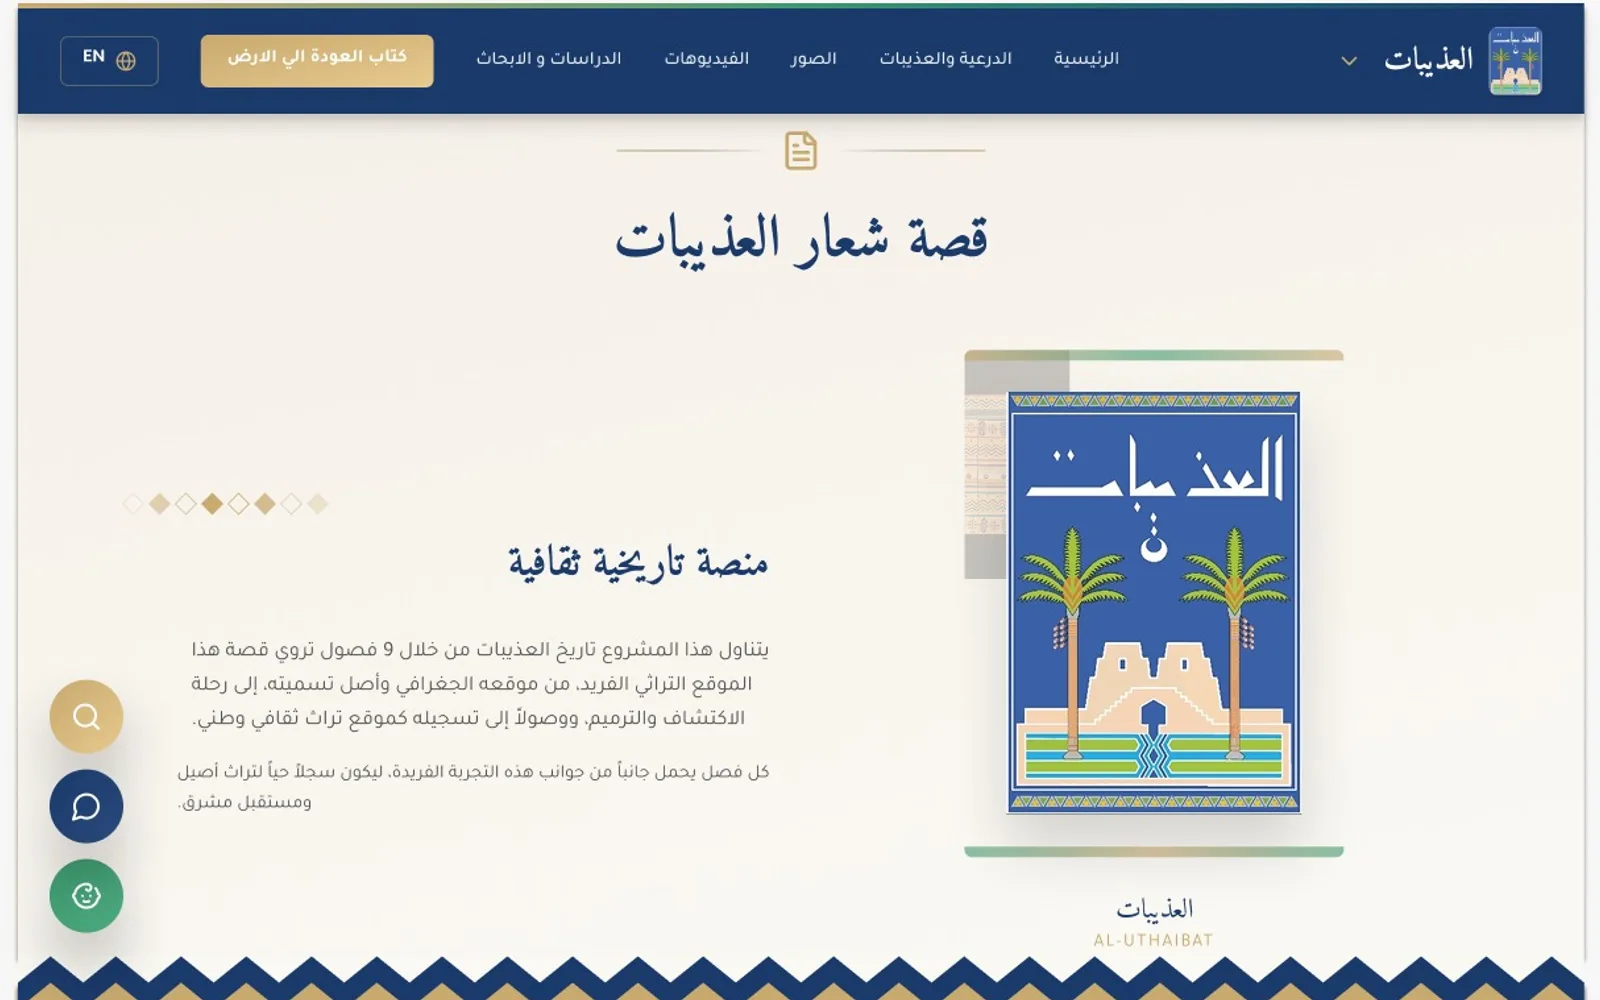 العذيبات
العذيبات
الرئيسية
الدرعية والعذيبات
الصور
الفيديوهات
الدراسات و الابحاث
كتاب العودة الي الارض
EN
قصة شعار العذيبات
العذيبات
منصة تاريخية ثقافية
يتناول هذا المشروع تاريخ العذيبات من خلال 9 فصول تروي قصة هذا
الموقع التراثي الفريد، من موقعه الجغرافي وأصل تسميته، إلى رحلة
الاكتشاف والترميم، ووصولاً إلى تسجيله كموقع تراث ثقافي وطني.
كل فصل يحمل جانباً من جوانب هذه التجربة الفريدة، ليكون سجلاً حياً لتراث أصيل
ومستقبل مشرق.
العذيبات
AL-UTHAIBAT